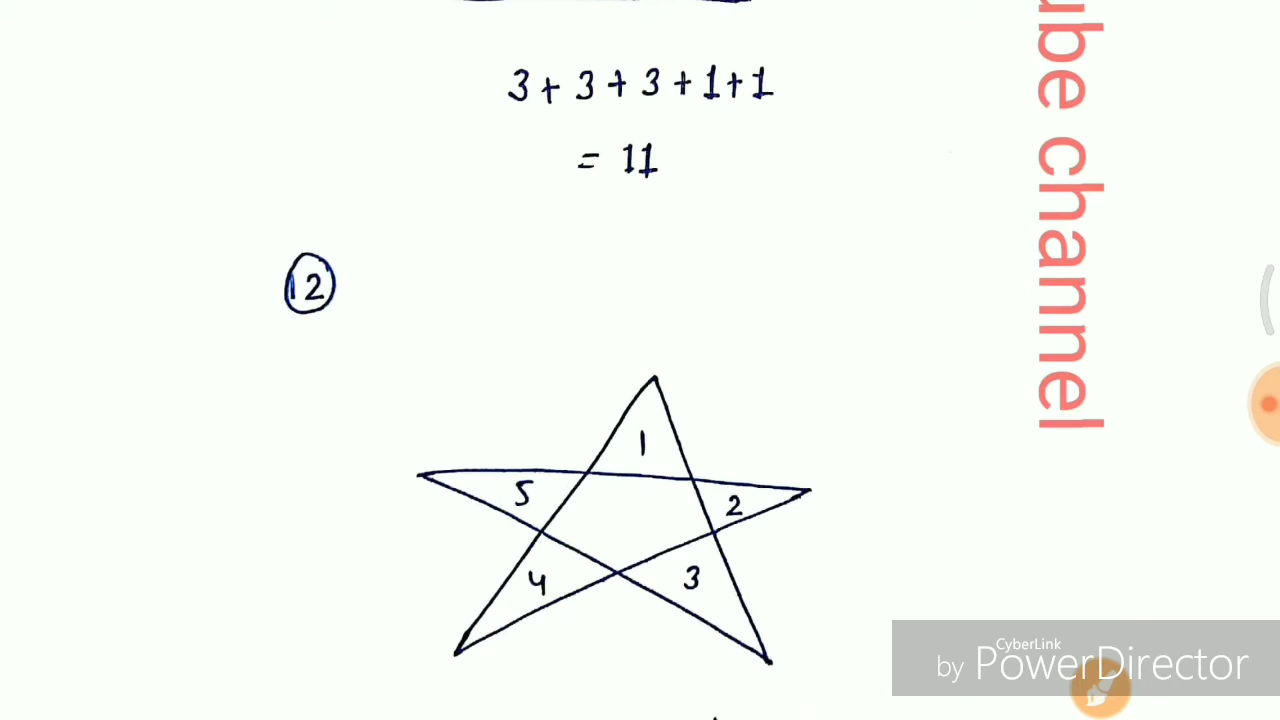 3 + 3 + 3 + 1 + 1
= 11
12
1
5
2
4
3
ube channel
CyberLink
by PowerDirector